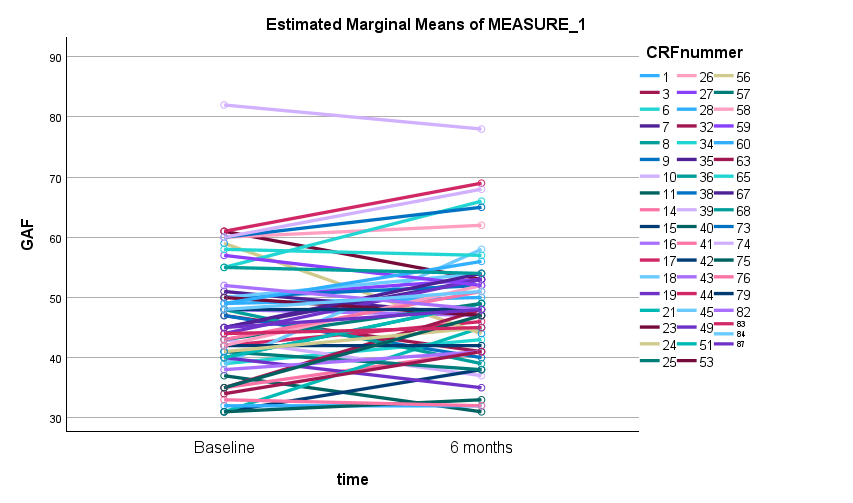 Estimated Marginal Means of MEASURE_1
CRFnummer
1 26 56
3 27 57
6 28 58
7 32 59
8 34 60
9 35 63
10 36 65
11 38 67
14 39 68
15 40 73
16 41 74
17 42 75
18 43 76
19 44 79
21 45 82
23 49 83
24 51 84
25 53 87
GAF
90
80
70
60
50
40
30
Baseline
6 months
time